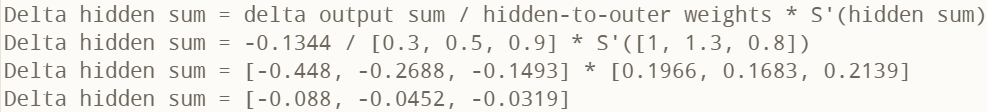 Delta hidden sum = delta output sum / hidden-to-outer weights * S'(hidden sum)
Delta hidden sum = -0.1344 / [0.3, 0.5, 0.9] * S'([1, 1.3, 0.8])
Delta hidden sum = [-0.448, -0.2688, -0.1493] * [0.1966, 0.1683, 0.2139]
Delta hidden sum = [-0.088, -0.0452, -0.0319]